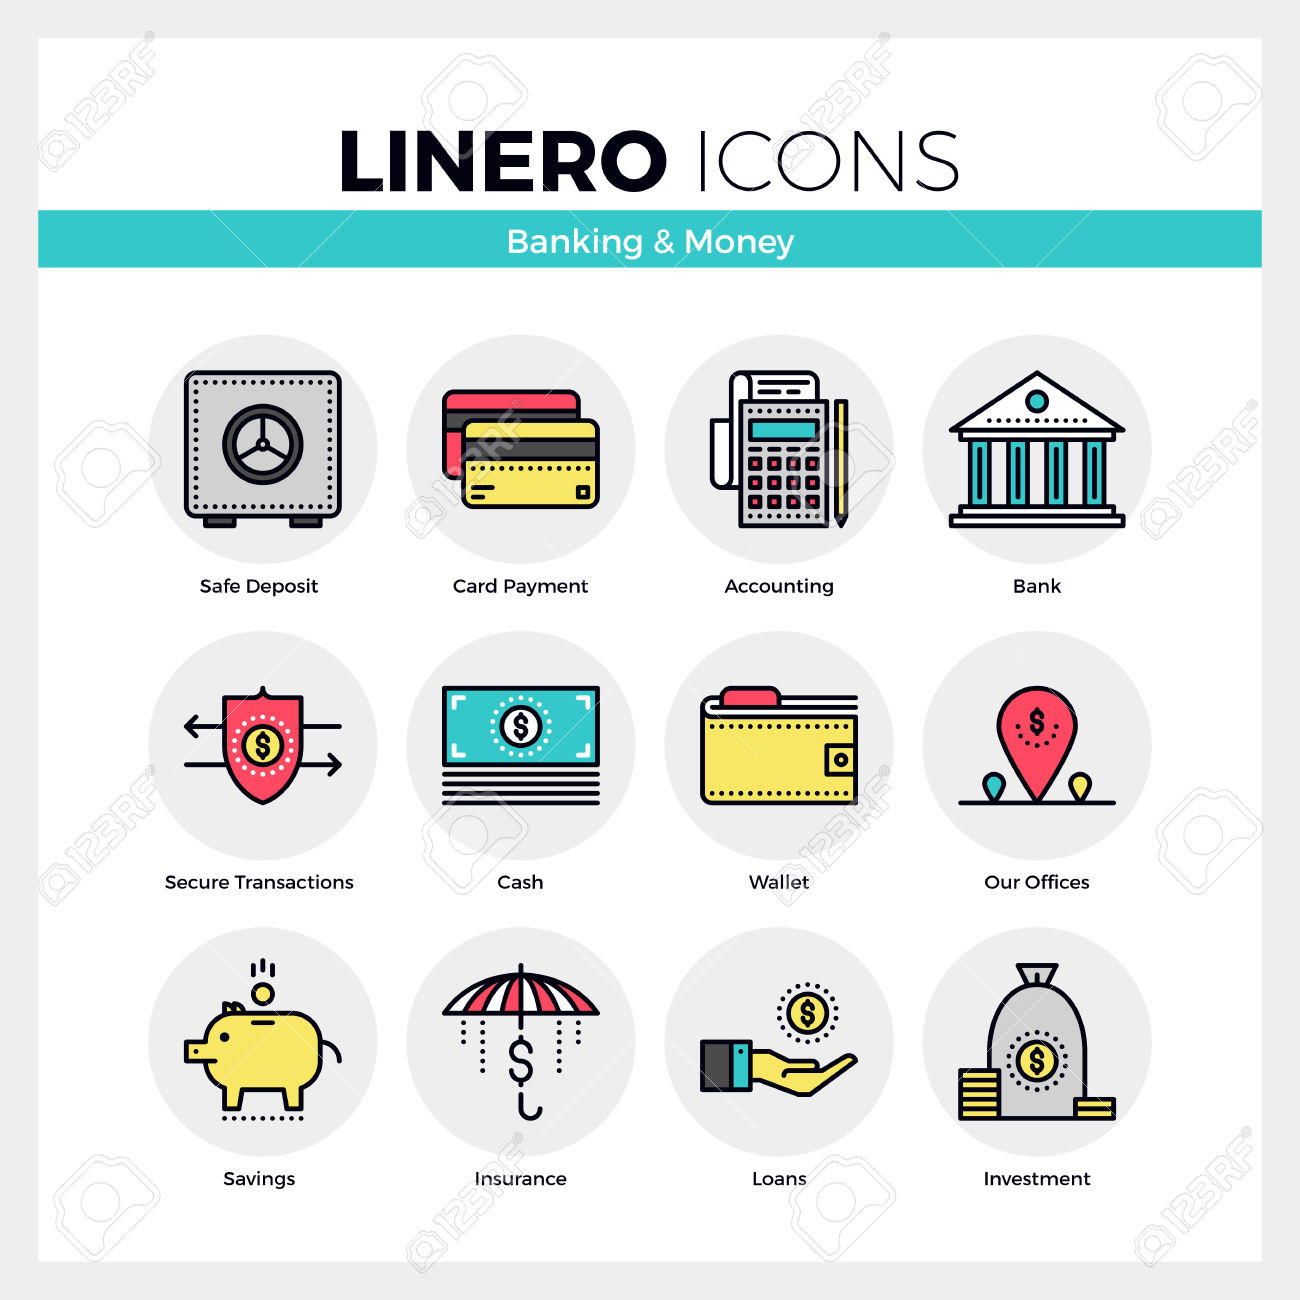 LINERO ICONS
Banking & Money
Safe Deposit
Card Payment
Accounting
Bank
$
$
$
Secure Transactions
Cash
Wallet
Our Offices
$
$
$
Savings
Insurance
Loans
Investment
123RF